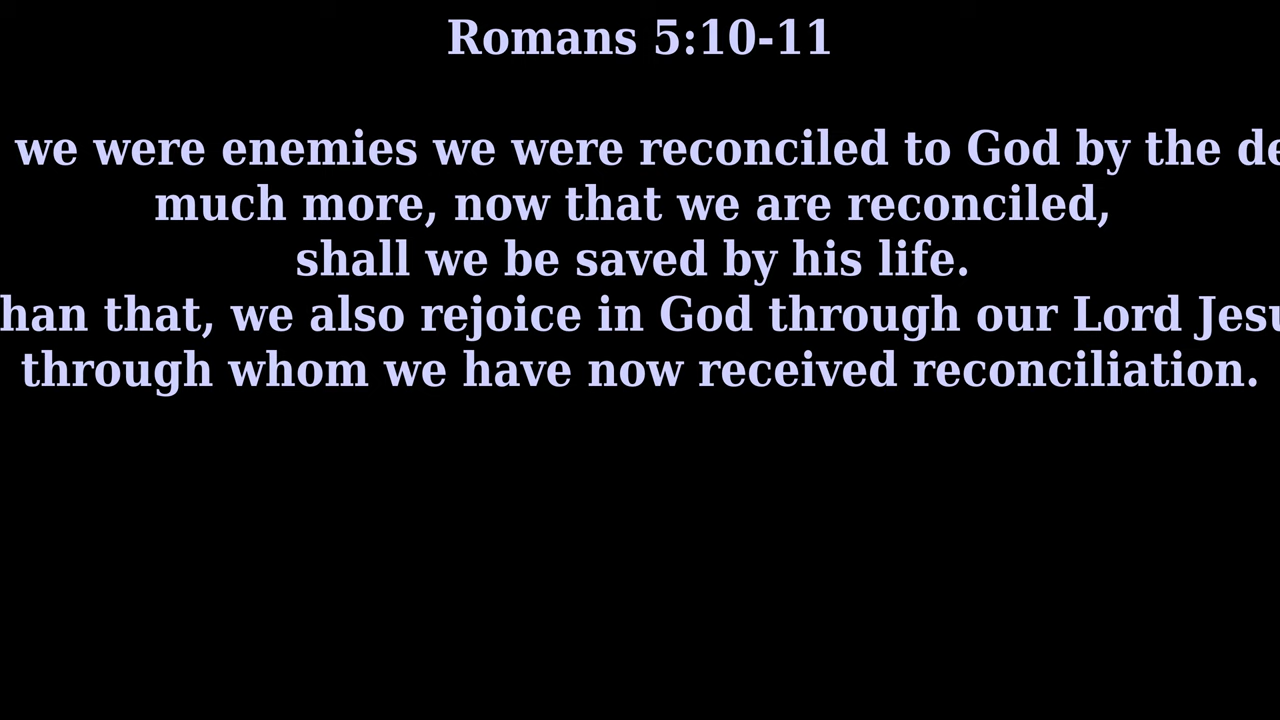 Romans 5:10-11
we were enemies we were reconciled to God by the de
much more, now that we are reconciled,
shall we be saved by his life.
han that, we also rejoice in God through our Lord Jesu
through whom we have now received reconciliation.